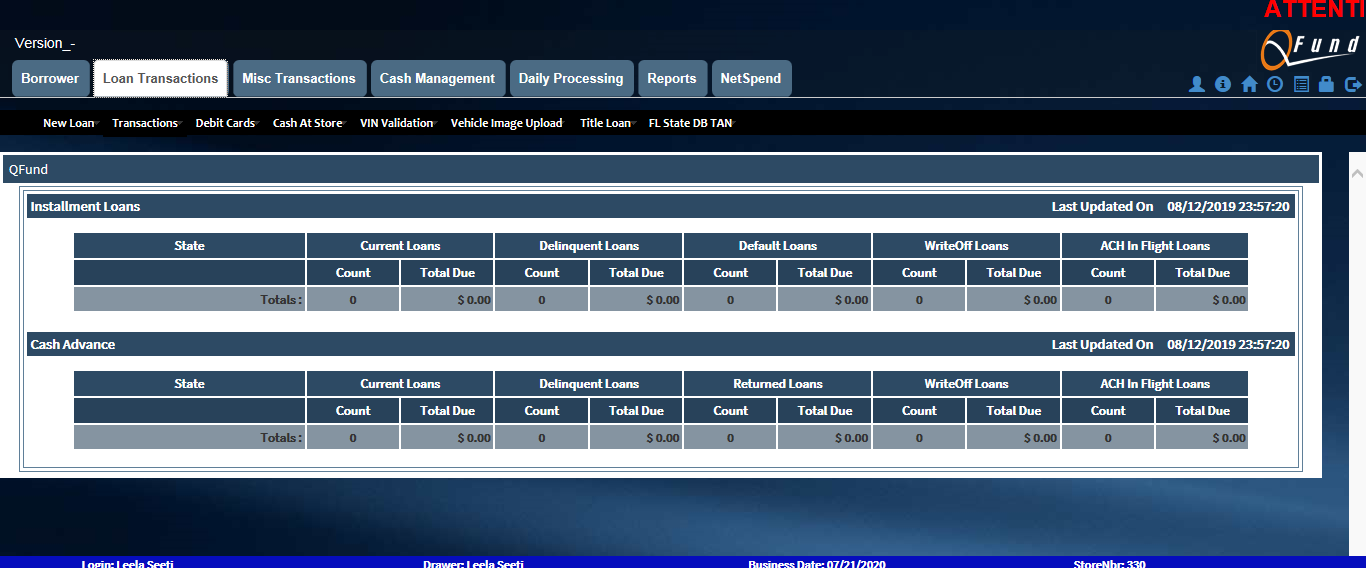 ATTENTI
Version_-
QFund
Borrower Loan Transactions Misc Transactions Cash Management Daily Processing Reports NetSpend
New Loan Transactions Debit Cards Cash At Store VIN Validation Vehicle Image Upload Title Loan FL State DB TAN
QFund
Installment Loans Last Updated On 08/12/2019 23:57:20
State Current Loans Delinquent Loans Default Loans WriteOff Loans ACH In Flight Loans
Count Total Due Count Total Due Count Total Due Count Total Due Count Total Due
Totals : 0 $ 0.00 0 $ 0.00 0 $ 0.00 0 $ 0.00 0 $ 0.00
Cash Advance Last Updated On 08/12/2019 23:57:20
State Current Loans Delinquent Loans Returned Loans WriteOff Loans ACH In Flight Loans
Count Total Due Count Total Due Count Total Due Count Total Due Count Total Due
Totals : 0 $ 0.00 0 $ 0.00 0 $ 0.00 0 $ 0.00 0 $ 0.00
Login: Leela Seeti Drawer: Leela Seeti Business Date: 07/21/2020 StoreNbr: 330